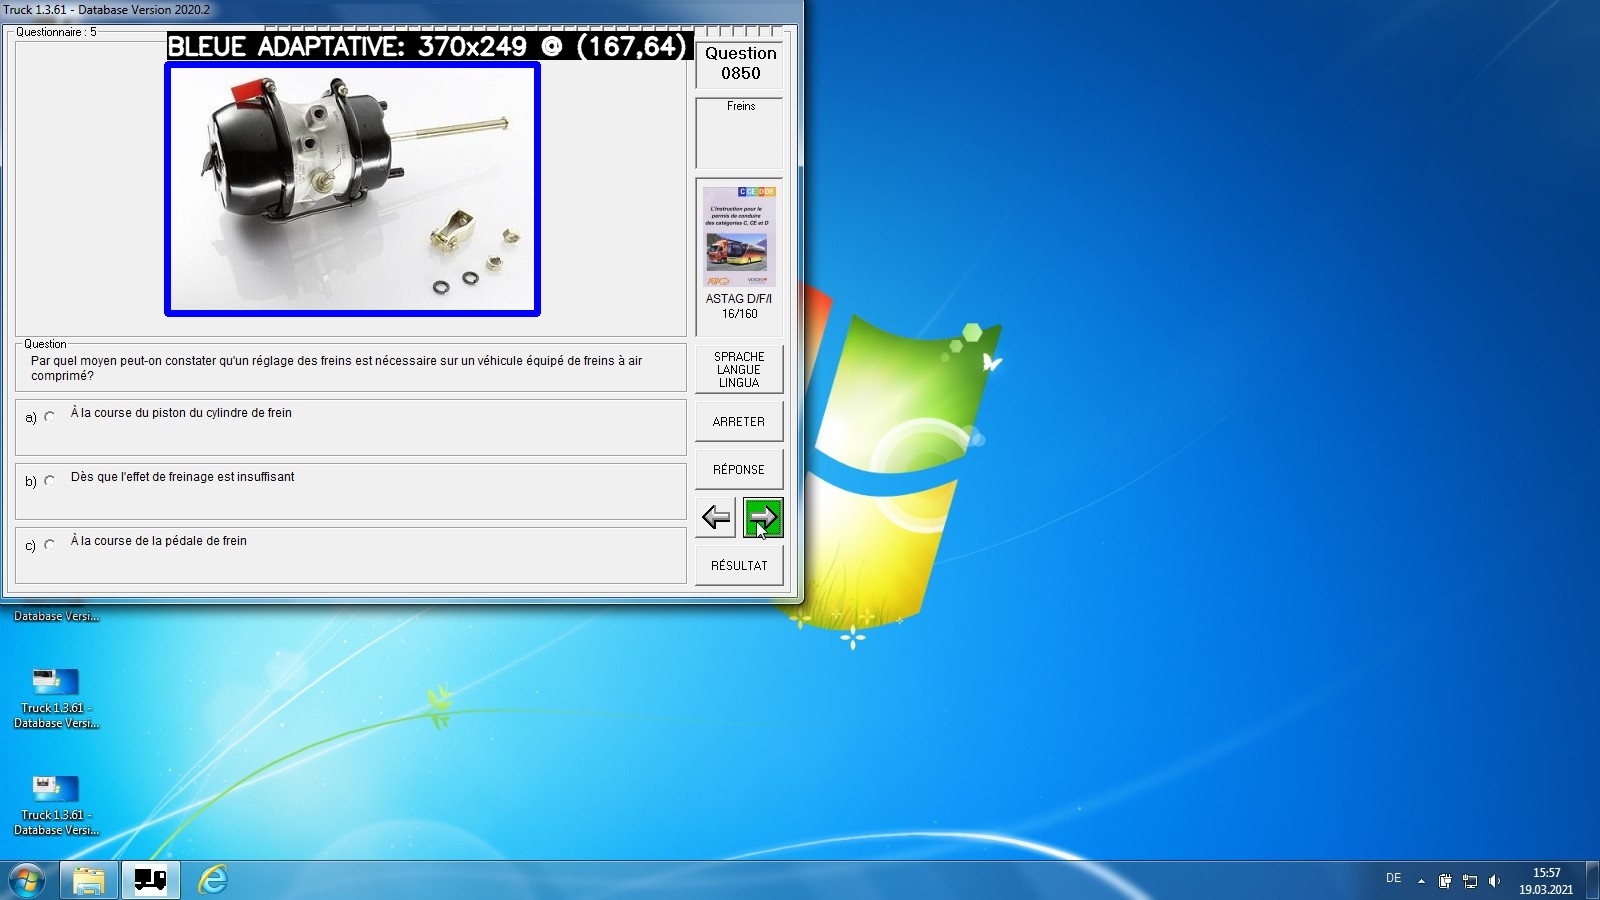 Truck 1.3.61 - Database Version 2020.2
Questionnaire : 5
BLEUE ADAPTATIVE: 370x249 @ (167,64)
Question
0850
Freins
C CE D DE
L'instruction pour le
permis de conduire
des catégories C, CE et D
ASTAG D/F/I
16/160
Question
Par quel moyen peut-on constater qu'un réglage des freins est nécessaire sur un véhicule équipé de freins à air
comprimé?
a) À la course du piston du cylindre de frein
b) Dès que l'effet de freinage est insuffisant
c) À la course de la pédale de frein
SPRACHE
LANGUE
LINGUA
ARRETER
RÉPONSE
RÉSULTAT
Database Versi...
Truck 1.3.61 -
Database Versi...
Truck 1.3.61 -
Database Versi...
DE
15:57
19.03.2021